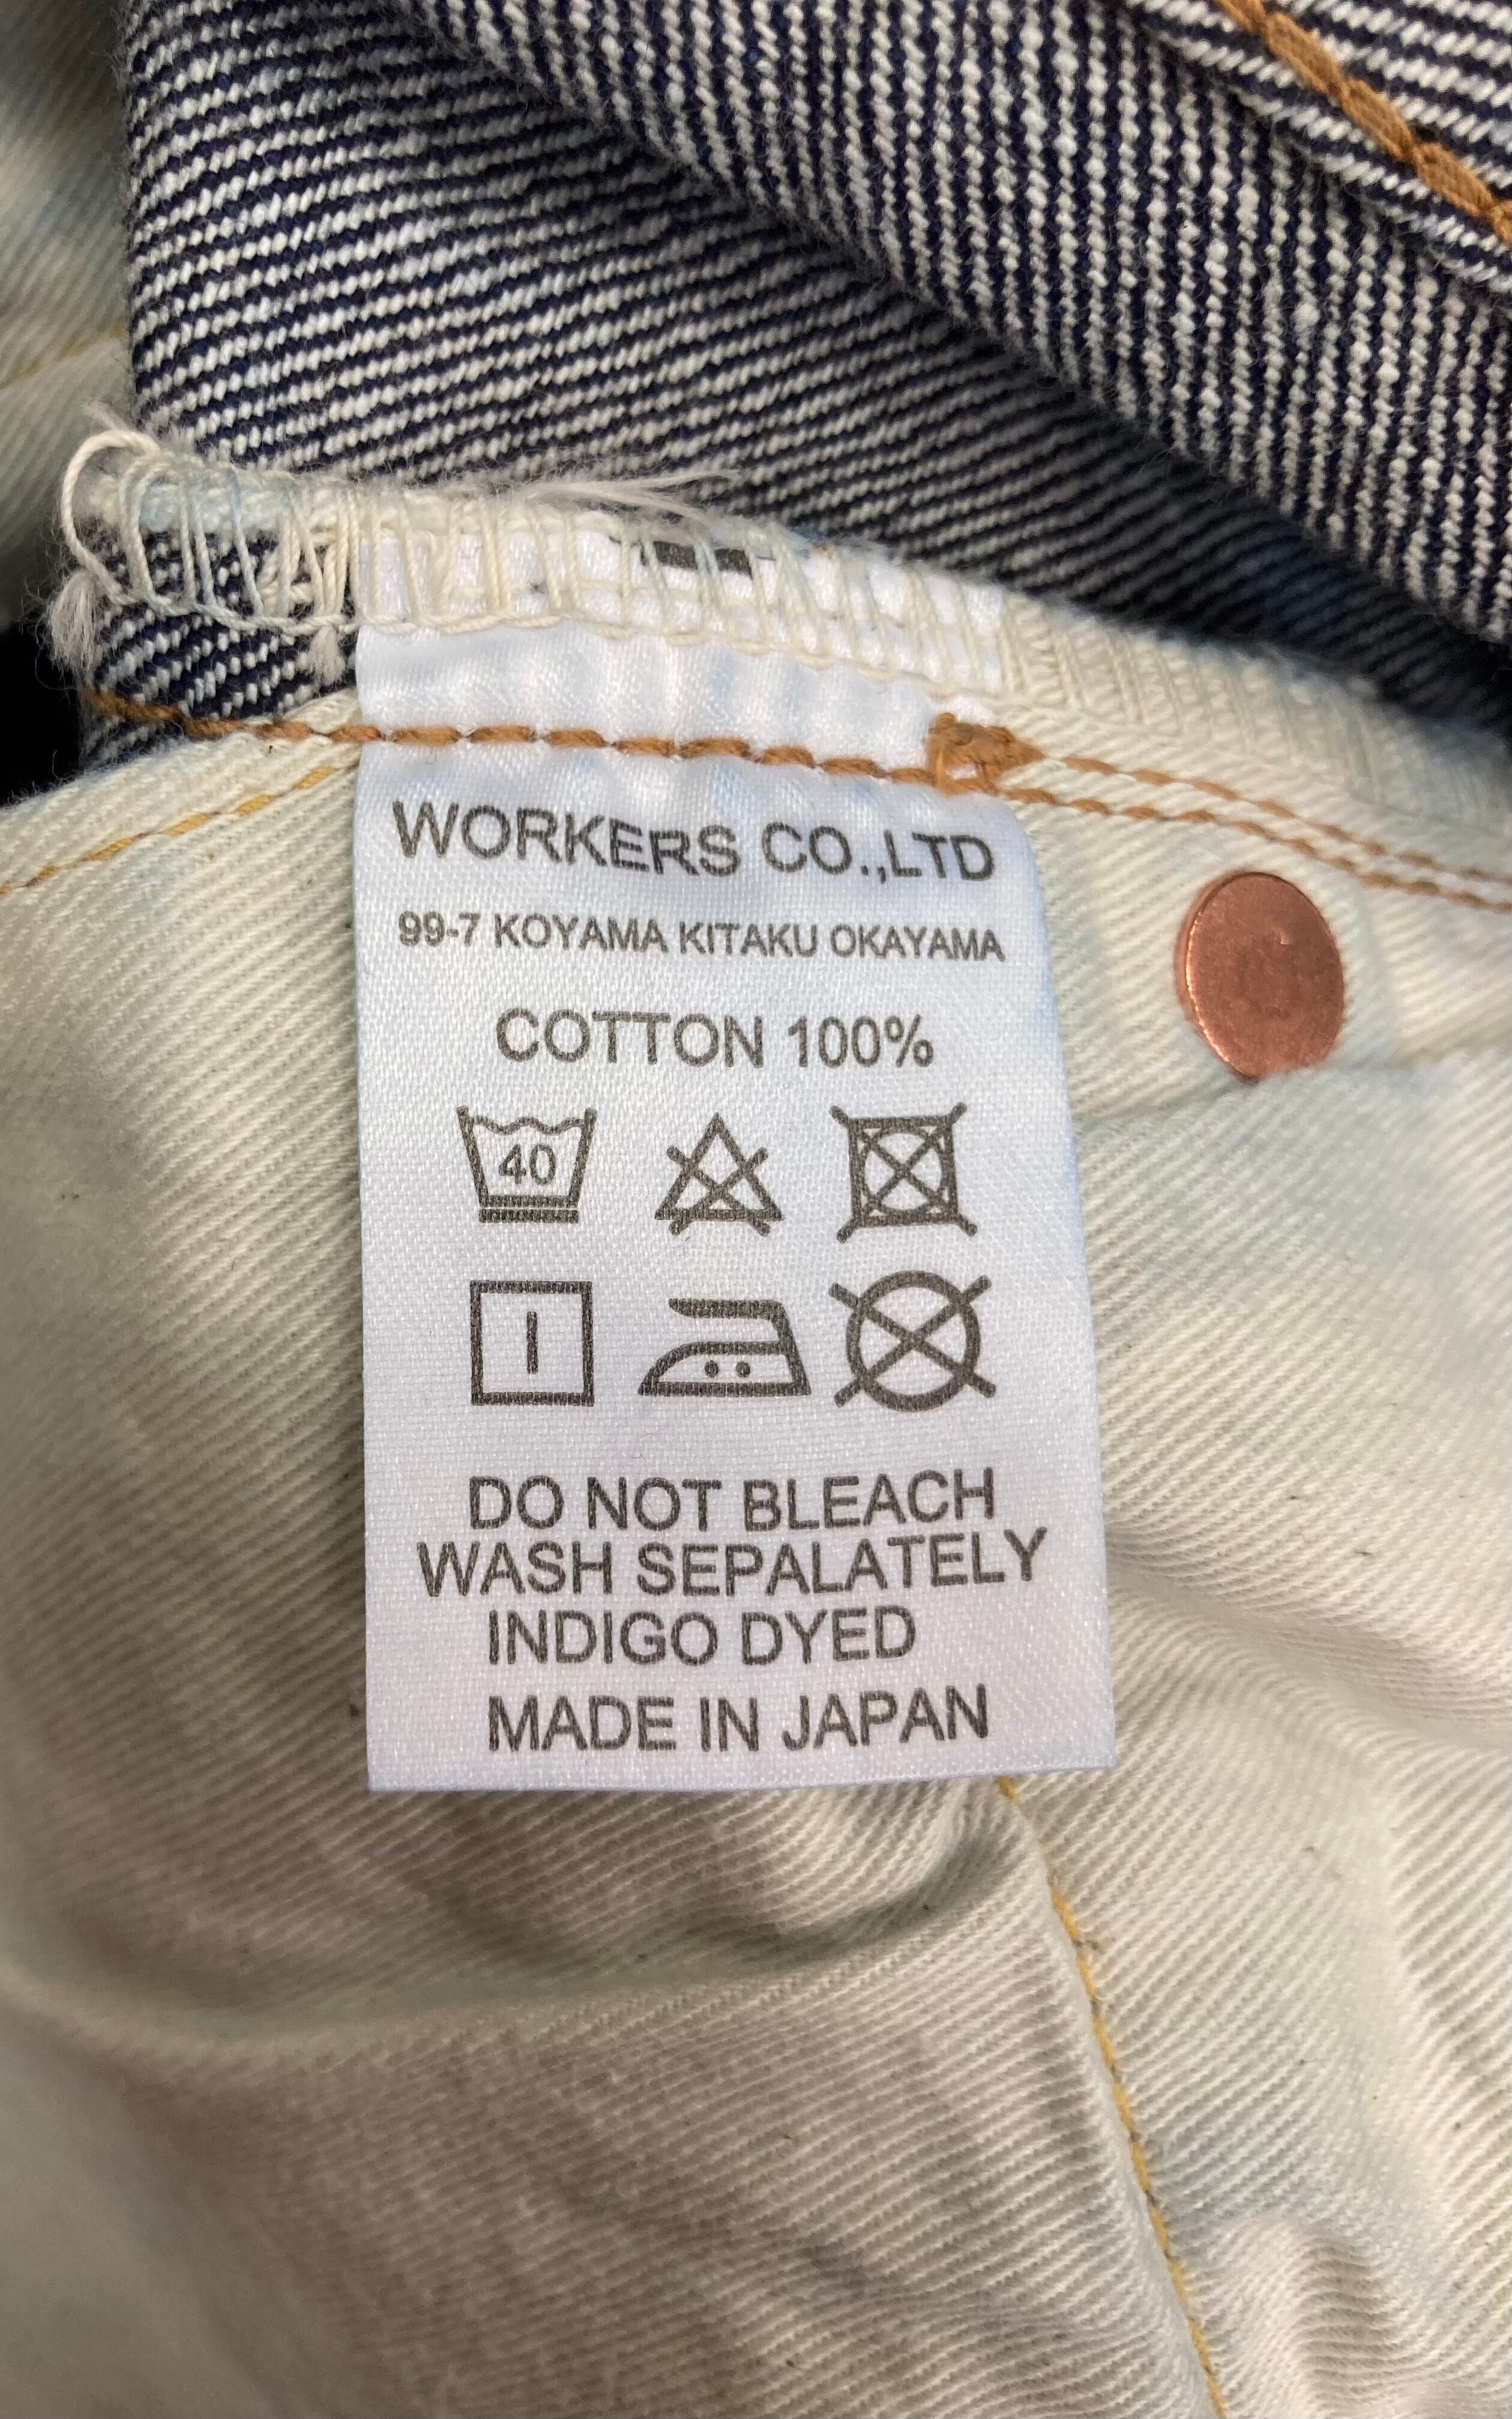 WORKERS CO.,LTD
99-7 KOYAMA KITAKU OKAYAMA
COTTON 100%
40
DO NOT BLEACH
WASH SEPALATELY
INDIGO DYED
MADE IN JAPAN